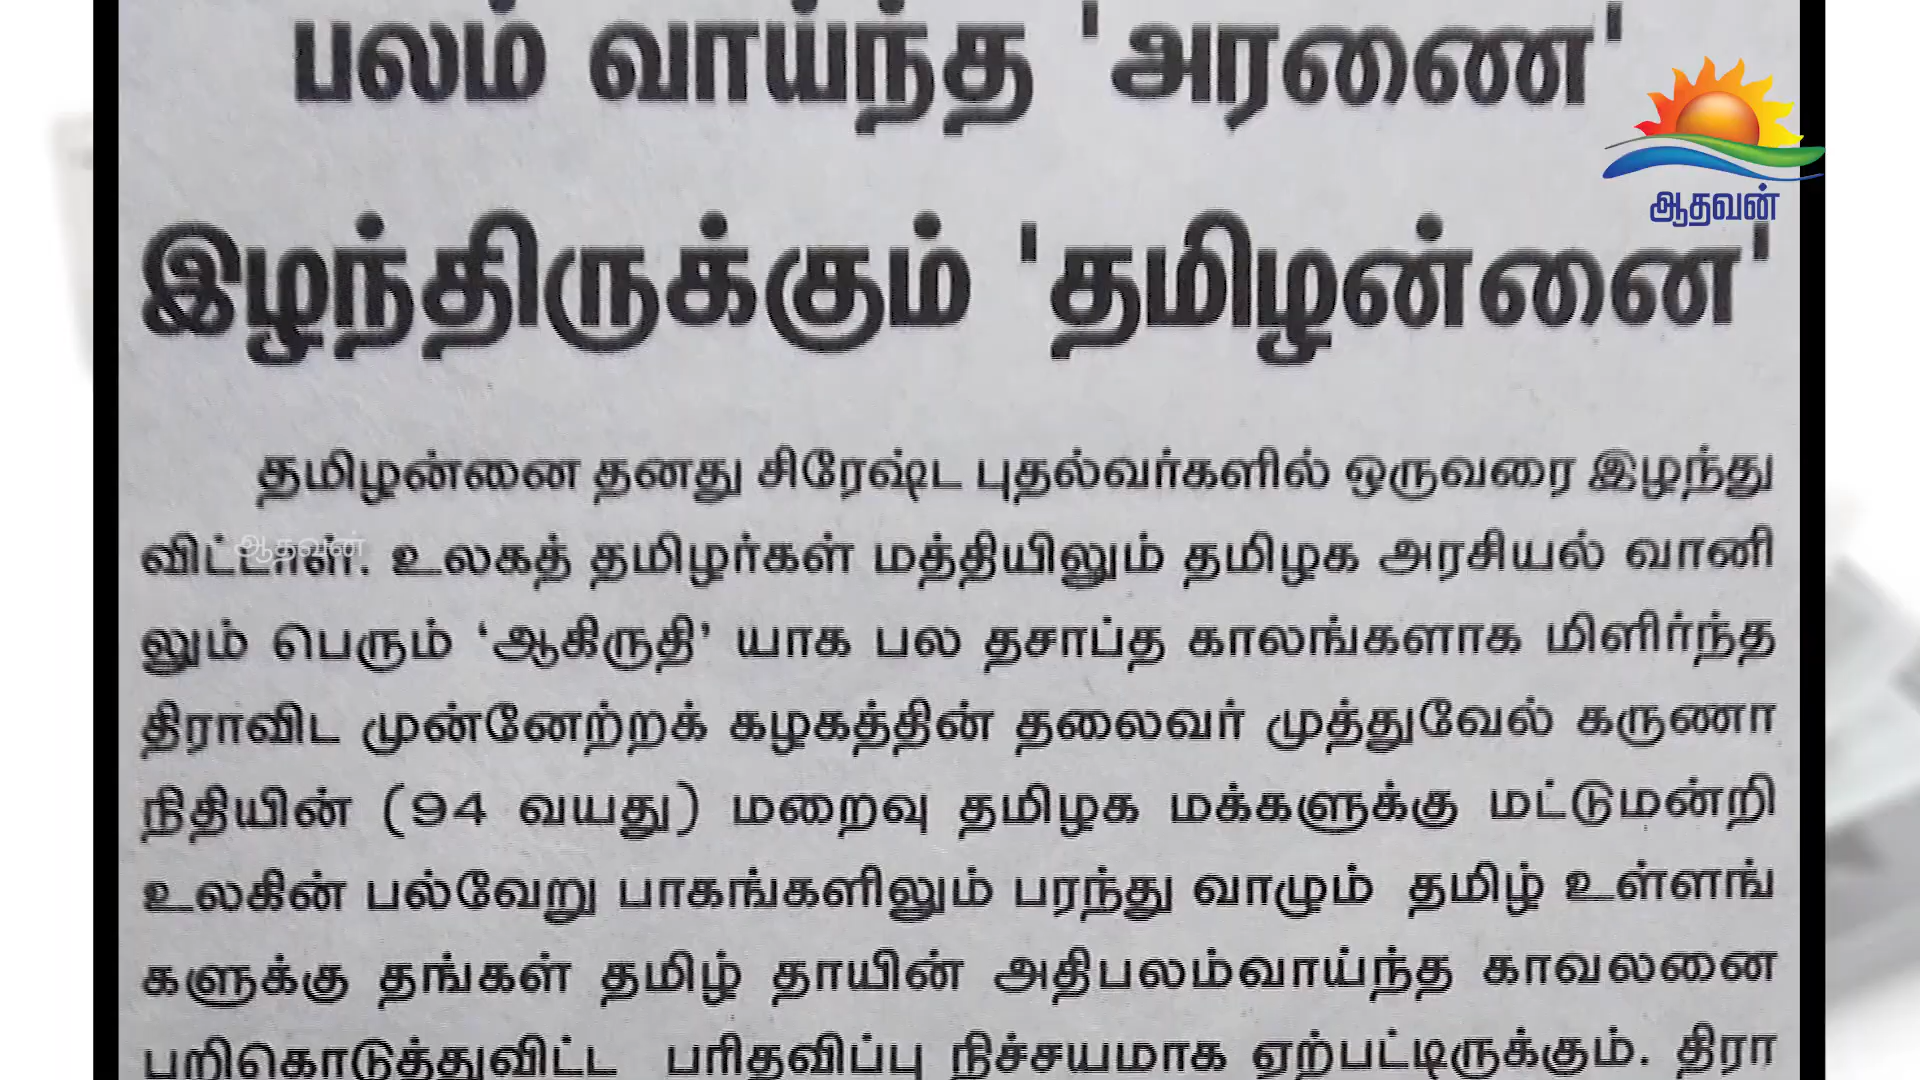 பலம் வாய்ந்த 'அரணை'
ஆதவன்
இழந்திருக்கும் 'தமிழன்னை'
தமிழன்னை தனது சிரேஷ்ட புதல்வர்களில் ஒருவரை இழந்து
விட்டாள். உலகத் தமிழர்கள் மத்தியிலும் தமிழக அரசியல் வானி
ஆதவன்
லும் பெரும் ‘ஆகிருதி’ யாக பல தசாப்த காலங்களாக மிளிர்ந்த
திராவிட முன்னேற்றக் கழகத்தின் தலைவர் முத்துவேல் கருணா
நிதியின் (94 வயது) மறைவு தமிழக மக்களுக்கு மட்டுமன்றி
உலகின் பல்வேறு பாகங்களிலும் பரந்து வாழும் தமிழ் உள்ளங்
களுக்கு தங்கள் தமிழ் தாயின் அதிபலம்வாய்ந்த காவலனை
பறிகொடுத்துவிட்ட பரிதவிப்பு நிச்சயமாக ஏற்பட்டிருக்கும். திரா